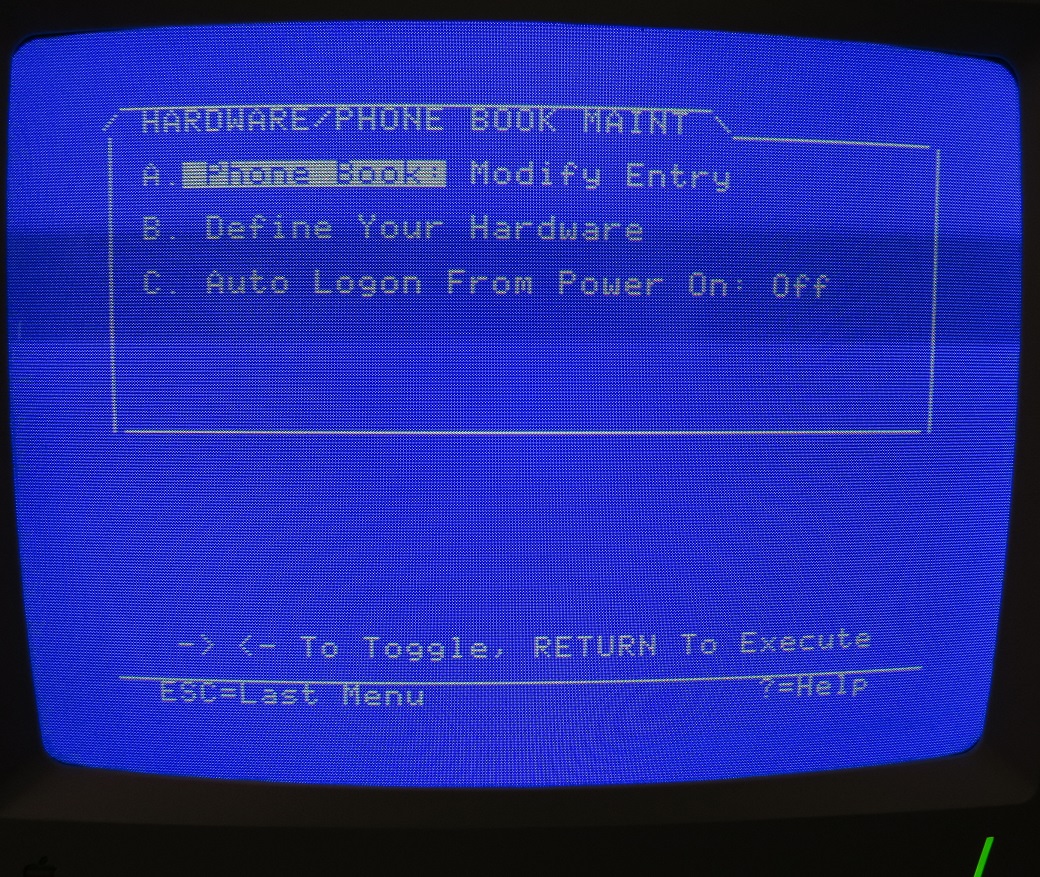 HARDWARE/PHONE BOOK MAINT
A. Phone Book: Modify Entry
B. Define Your Hardware
C. Auto Logon From Power On: Off
-> <- To Toggle, RETURN To Execute
ESC=Last Menu ?=Help